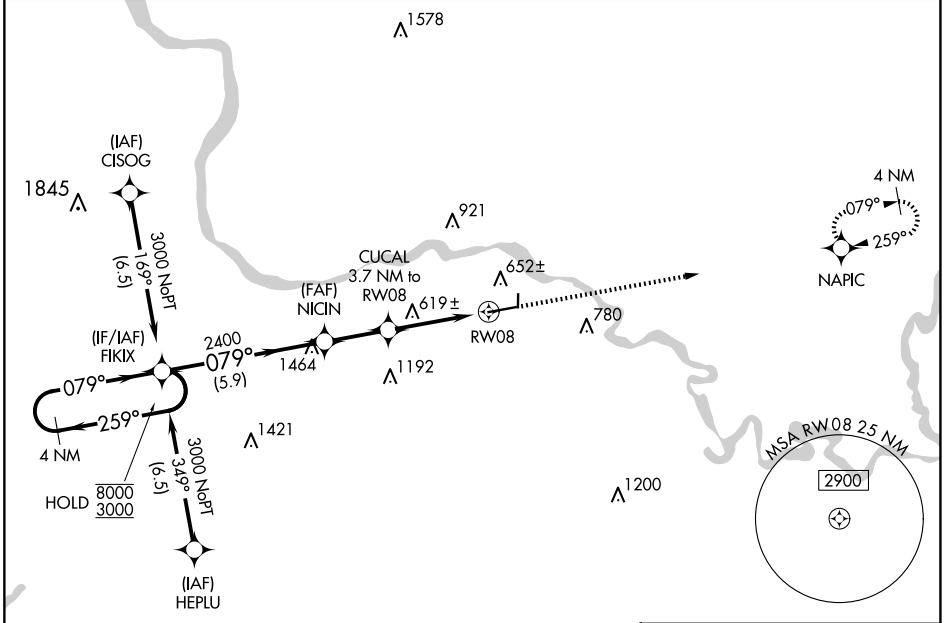 1578
(IAF)
CISOG
1845
4 NM
079°
259°
NAPIC
921
3000 NoPT
169°
(6.5)
CUCAL
3.7 NM to
RW08
652±
(FAF)
NICIN
619±
RW08
780
(IF/IAF)
FIKIX
2400
079°
(5.9)
1464
1192
079°
259°
4 NM
1421
HOLD 8000
3000
3000 NoPT
349°
(6.5)
1200
MSA RW08 25 NM
2900
(IAF)
HEPLU